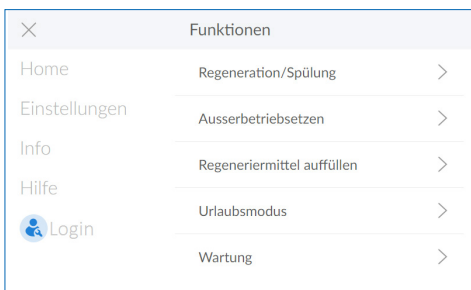 Funktionen
Home
Einstellungen
Info
Hilfe
Login
Regeneration/Spülung
Ausserbetriebsetzen
Regeneriermittel auffüllen
Urlaubsmodus
Wartung